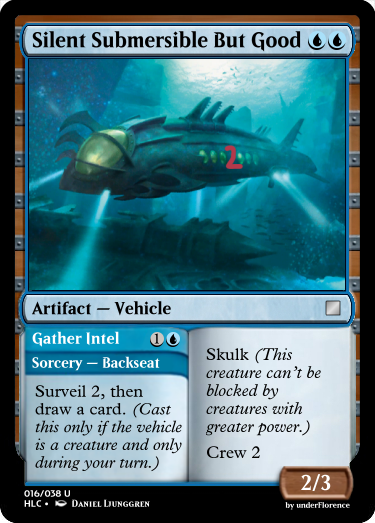 Silent Submersible But Good
2
Artifact — Vehicle
Gather Intel 1
Sorcery — Backseat
Surveil 2, then
draw a card. (Cast
this only if the vehicle
is a creature and only
during your turn.)
Skulk (This
creature can't be
blocked by
creatures with
greater power.)
Crew 2
2/3
016/038 U
HLC • Daniel Ljunggren
by underFlorence